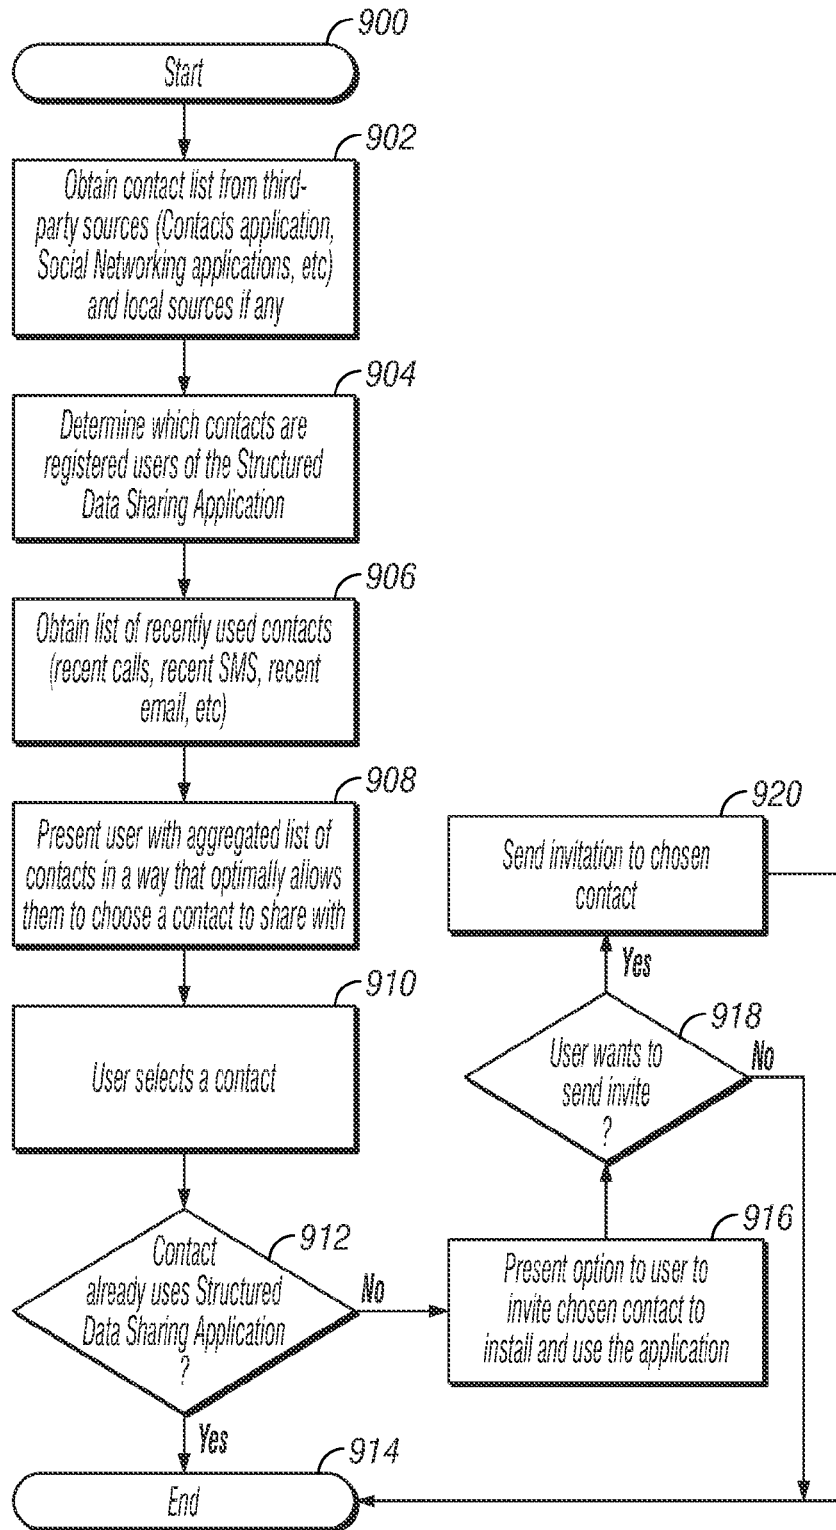 900
Start
902
Obtain contact list from third-
party sources (Contacts application,
Social Networking applications, etc)
and local sources if any
904
Determine which contacts are
registered users of the Structured
Data Sharing Application
906
Obtain list of recently used contacts
(recent calls, recent SMS, recent
email, etc)
908
Present user with aggregated list of
contacts in a way that optimally allows
them to choose a contact to share with
910
User selects a contact
912
Contact
already uses Structured
Data Sharing Application
?
No
Yes
914
End
916
Present option to user to
invite chosen contact to
install and use the application
918
User wants to
send invite
?
No
Yes
920
Send invitation to chosen
contact